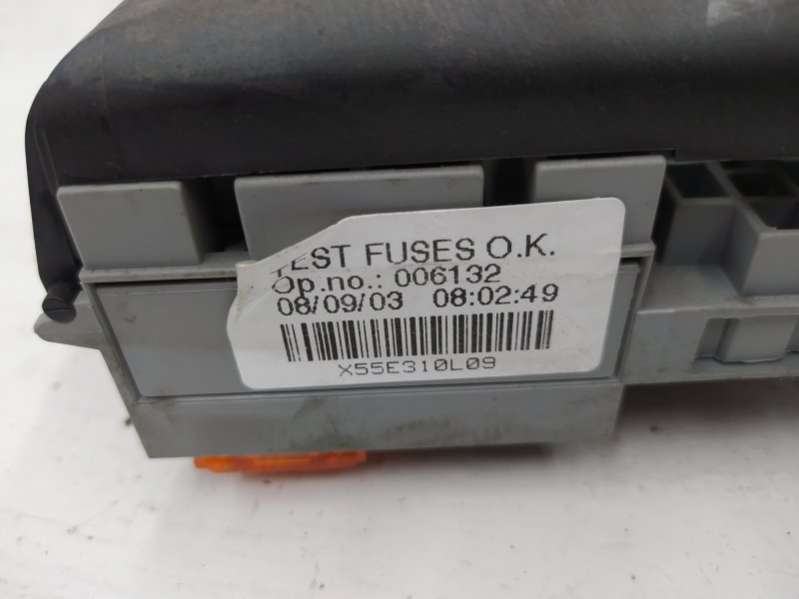 TEST FUSES O.K.
Op.no.: 006132
08/09/03 08:02:49
X55E310L09